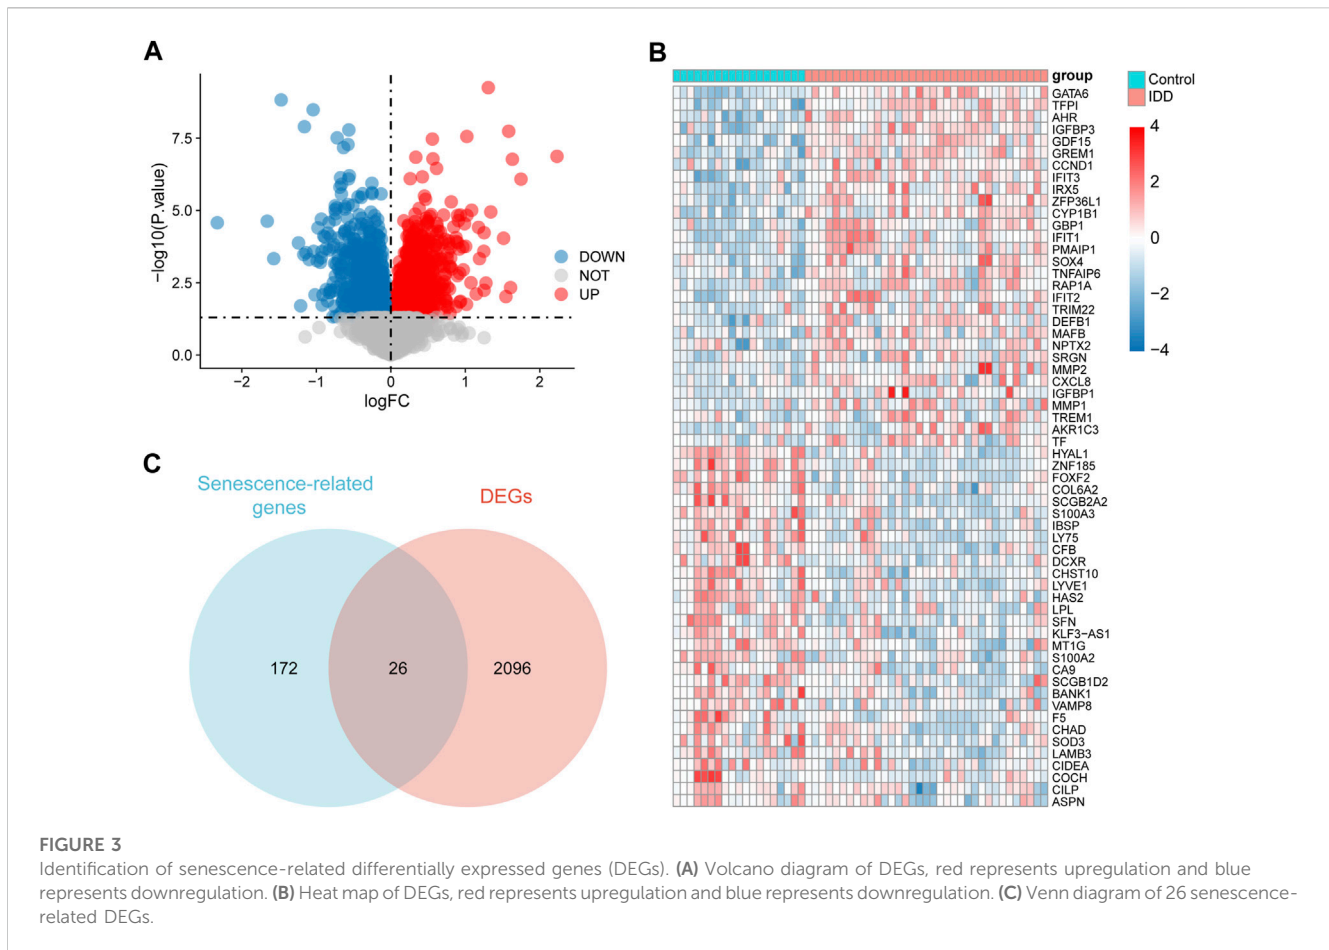 A
−log10(P.value)
7.5
5.0
2.5
0.0
−2
−1
0
1
2
logFC
DOWN
NOT
UP
B
group
GATA6
TFPI
AHR
IGFBP3
GDF15
GREM1
CCND1
IFIT3
IRX5
ZFP36L1
CYP1B1
GBP1
IFIT1
PMAIP1
SOX4
TNFAIP6
RAP1A
IFIT2
TRIM22
DEFB1
MAFB
NPTX2
SRGN
MMP2
CXCL8
IGFBP1
MMP1
TREM1
AKR1C3
TF
HYAL1
ZNF185
FOXF2
COL6A2
SCGB2A2
S100A3
IBSP
LY75
CFB
DCXR
CHST10
LYVE1
HAS2
LPL
SFN
KLF3−AS1
MT1G
S100A2
CA9
SCGB1D2
BANK1
VAMP8
F5
CHAD
SOD3
LAMB3
CIDEA
COCH
CILP
ASPN
Control
IDD
4
2
0
−2
−4
C
Senescence-related
genes
DEGs
172
26
2096
FIGURE 3
Identification of senescence-related differentially expressed genes (DEGs). (A) Volcano diagram of DEGs, red represents upregulation and blue
represents downregulation. (B) Heat map of DEGs, red represents upregulation and blue represents downregulation. (C) Venn diagram of 26 senescence-
related DEGs.